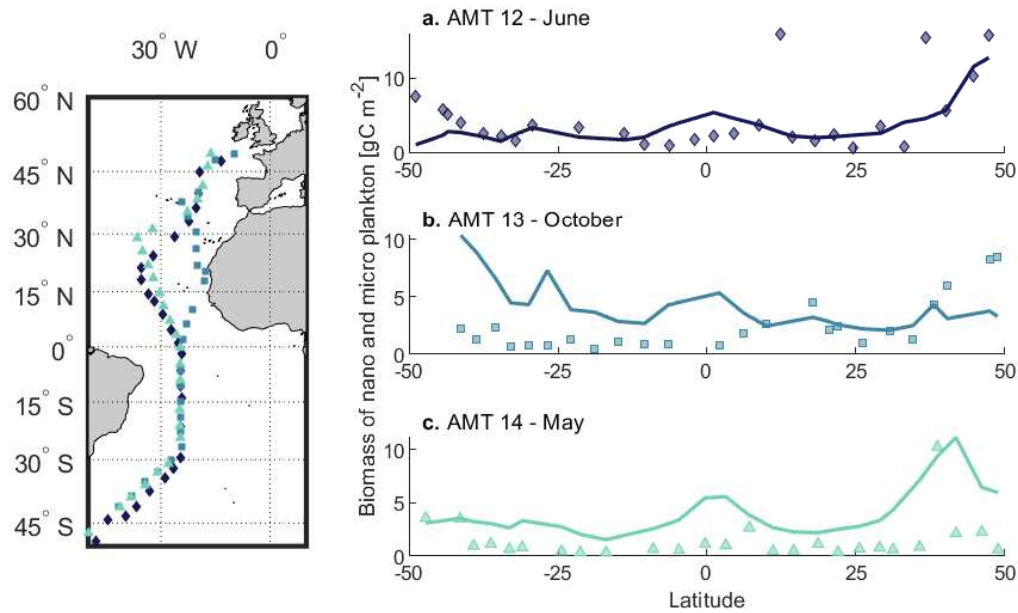 30° W 0°
60° N
45° N
30° N
15° N
0°
15° S
30° S
45° S
Biomass of nano and micro plankton [gC m⁻²]
a. AMT 12 - June
10
0
-50 -25 0 25 50
b. AMT 13 - October
10
5
0
-50 -25 0 25 50
c. AMT 14 - May
10
5
0
-50 -25 0 25 50
Latitude